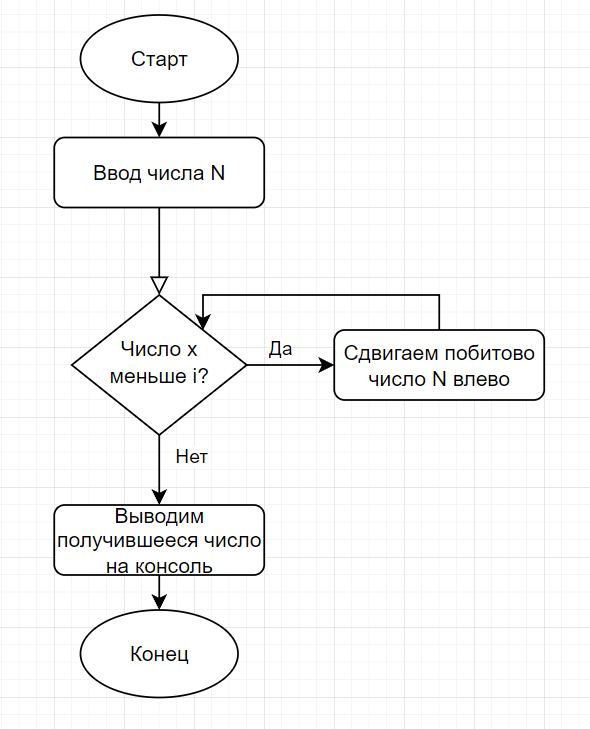 Старт
Ввод числа N
Число x
меньше i?
Да
Сдвигаем побитово
число N влево
Нет
Выводим
получившееся число
на консоль
Конец